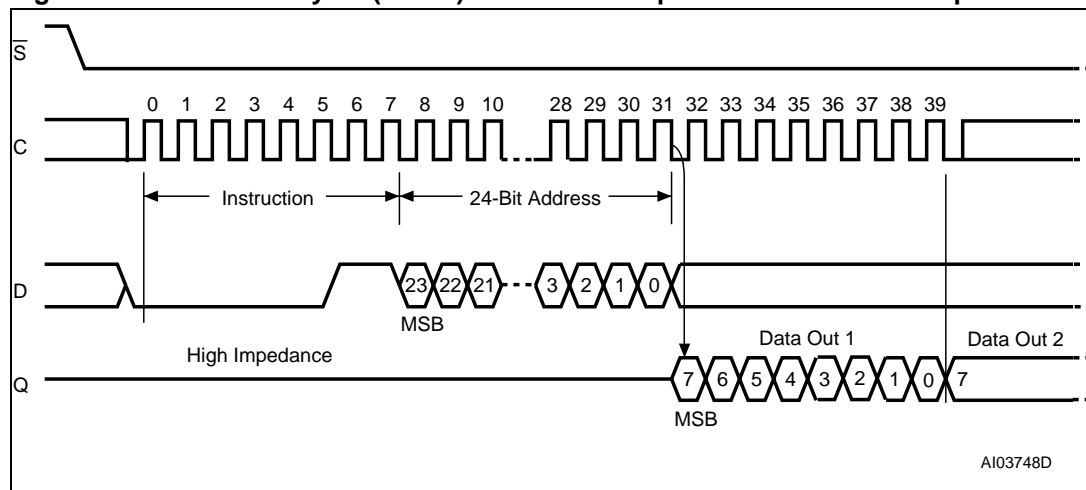 S̅
0 1 2 3 4 5 6 7 8 9 10 28 29 30 31 32 33 34 35 36 37 38 39
C
Instruction 24-Bit Address
D
23 22 21 3 2 1 0
MSB
High Impedance Data Out 1 Data Out 2
Q
7 6 5 4 3 2 1 0 7
MSB
AI03748D